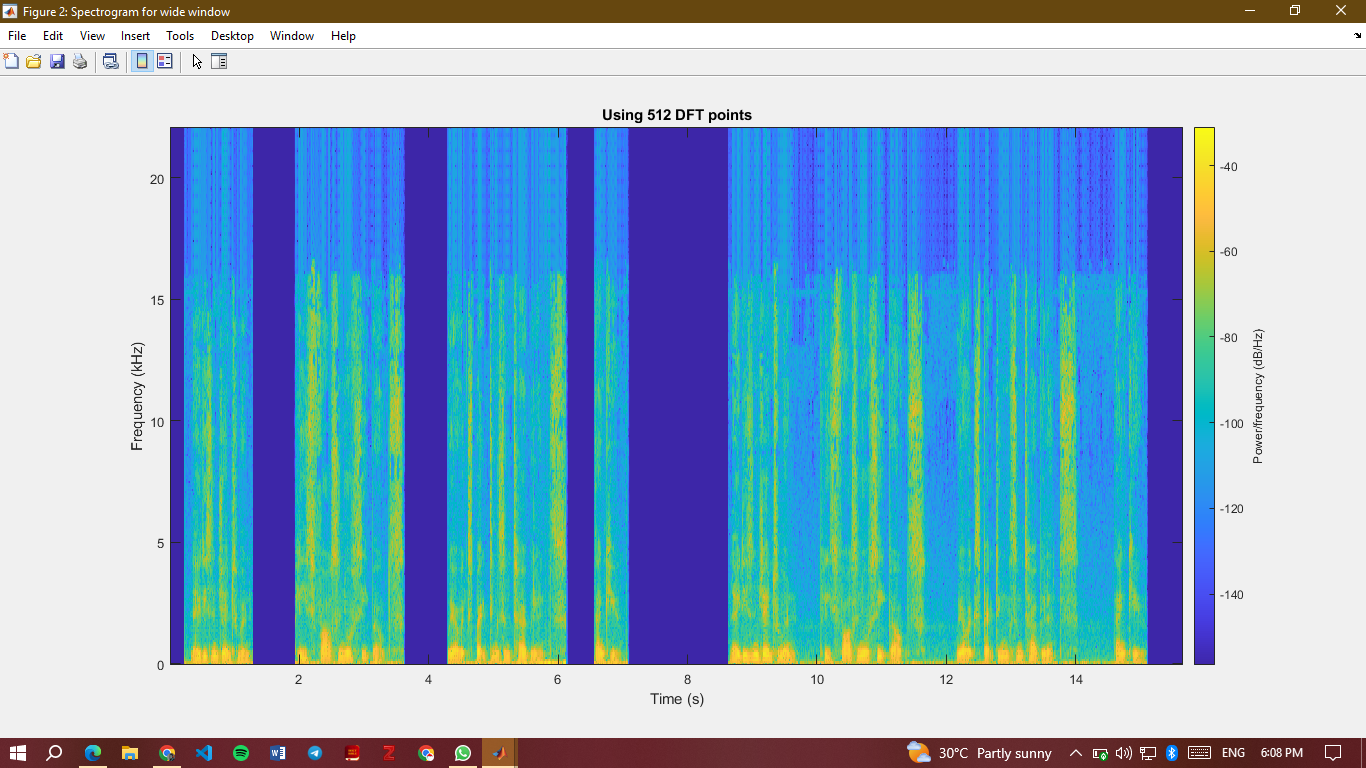 Figure 2: Spectrogram for wide window
File Edit View Insert Tools Desktop Window Help
Using 512 DFT points
Frequency (kHz)
20
15
10
5
0
2 4 6 8 10 12 14
Time (s)
-40
-60
-80
-100
-120
-140
Power/frequency (dB/Hz)
30°C Partly sunny
ENG
6:08 PM